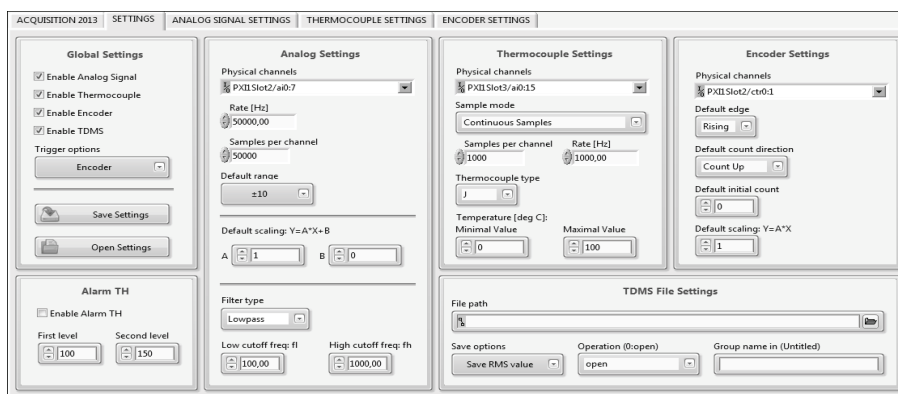 ACQUISITION 2013 SETTINGS ANALOG SIGNAL SETTINGS THERMOCOUPLE SETTINGS ENCODER SETTINGS
Global Settings
Enable Analog Signal
Enable Thermocouple
Enable Encoder
Enable TDMS
Trigger options
Encoder
Save Settings
Open Settings
Alarm TH
Enable Alarm TH
First level Second level
100 150
Analog Settings
Physical channels
PXI1Slot2/ai0:7
Rate [Hz]
50000,00
Samples per channel
50000
Default range
±10
Default scaling: Y=A*X+B
A 1 B 0
Filter type
Lowpass
Low cutoff freq: fl High cutoff freq: fh
100,00 1000,00
Thermocouple Settings
Physical channels
PXI1Slot3/ai0:15
Sample mode
Continuous Samples
Samples per channel Rate [Hz]
1000 1000,00
Thermocouple type
J
Temperature [deg C]:
Minimal Value Maximal Value
0 100
Encoder Settings
Physical channels
PXI1Slot2/ctr0:1
Default edge
Rising
Default count direction
Count Up
Default initial count
0
Default scaling: Y=A*X
1
TDMS File Settings
File path
Save options Operation (0:open) Group name in (Untitled)
Save RMS value open